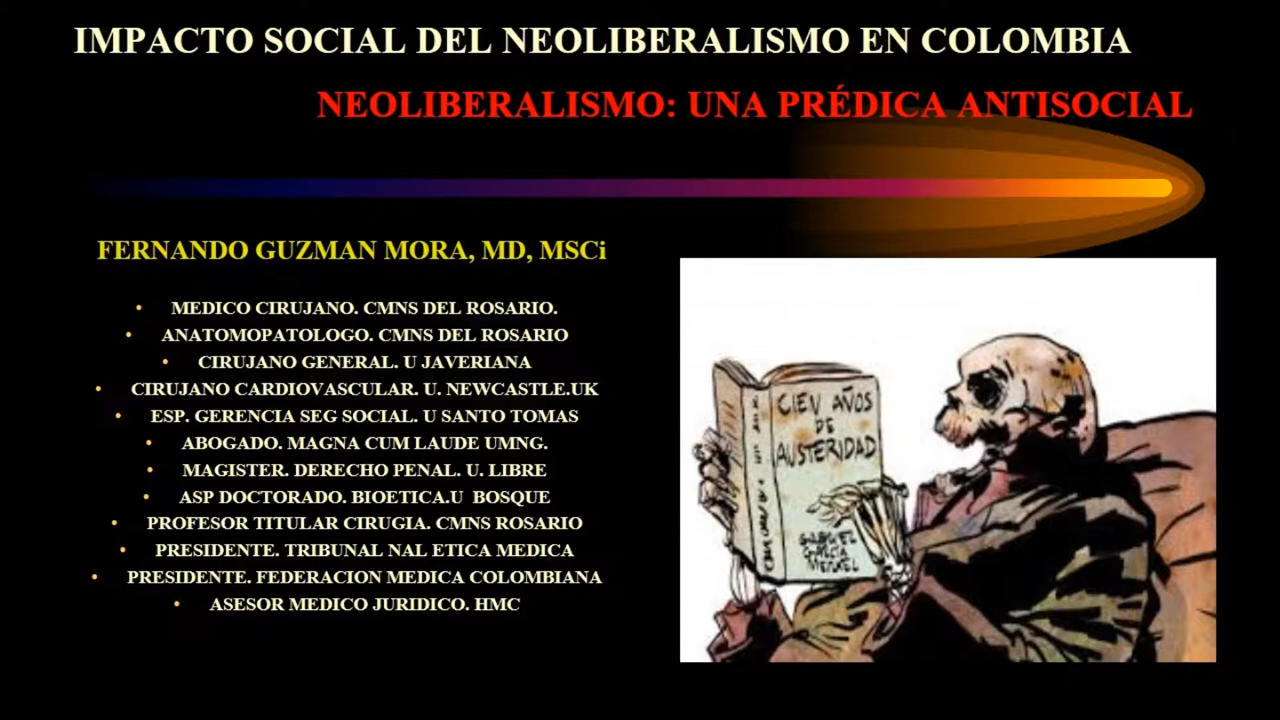 IMPACTO SOCIAL DEL NEOLIBERALISMO EN COLOMBIA
NEOLIBERALISMO: UNA PRÉDICA ANTISOCIAL
FERNANDO GUZMAN MORA, MD, MSCi
• MEDICO CIRUJANO. CMNS DEL ROSARIO.
• ANATOMOPATOLOGO. CMNS DEL ROSARIO
• CIRUJANO GENERAL. U JAVERIANA
• CIRUJANO CARDIOVASCULAR. U. NEWCASTLE.UK
• ESP. GERENCIA SEG SOCIAL. U SANTO TOMAS
• ABOGADO. MAGNA CUM LAUDE UMNG.
• MAGISTER. DERECHO PENAL. U. LIBRE
• ASP DOCTORADO. BIOETICA.U BOSQUE
• PROFESOR TITULAR CIRUGIA. CMNS ROSARIO
• PRESIDENTE. TRIBUNAL NAL ETICA MEDICA
• PRESIDENTE. FEDERACION MEDICA COLOMBIANA
• ASESOR MEDICO JURIDICO. HMC
CIEN AÑOS
DE
AUSTERIDAD
GABRIEL
GARCÍA
MERKEL